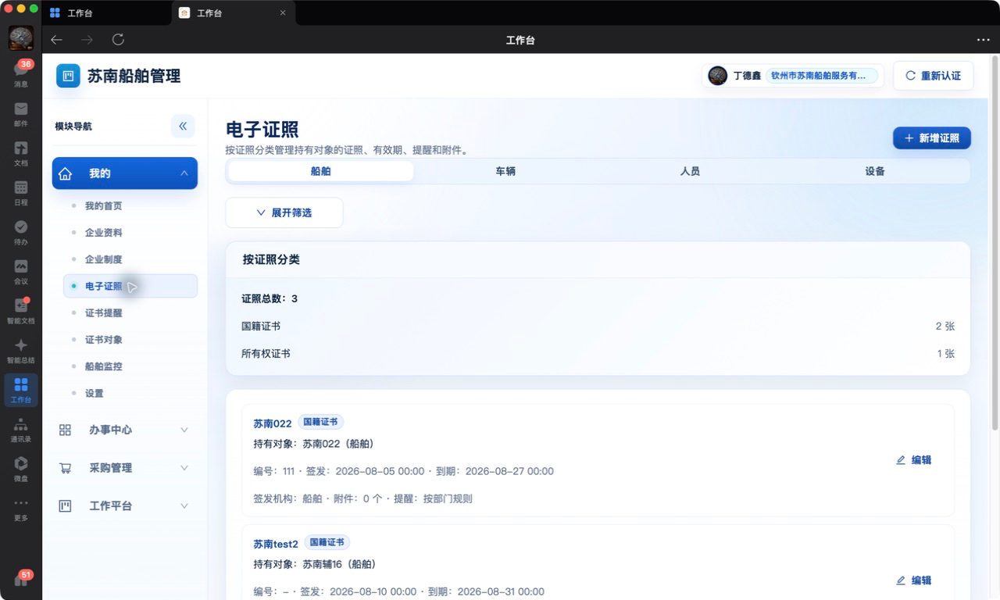 工作台
工作台
工作台
36
消息
邮件
文档
日程
待办
会议
智能文档
智能总结
工作台
通讯录
微盘
更多
51
苏南船舶管理
丁德鑫 钦州市苏南船舶服务有...
重新认证
模块导航
我的
我的首页
企业资料
企业制度
电子证照
证书提醒
证书对象
船舶监控
设置
办事中心
采购管理
工作平台
电子证照
按证照分类管理持有对象的证照、有效期、提醒和附件。
新增证照
船舶 车辆 人员 设备
展开筛选
按证照分类
证照总数：3
国籍证书 2 张
所有权证书 1 张
苏南022 国籍证书
持有对象：苏南022（船舶）
编号：111 · 签发：2026-08-05 00:00 · 到期：2026-08-27 00:00
签发机构：船舶 · 附件：0 个 · 提醒：按部门规则
编辑
苏南test2 国籍证书
持有对象：苏南辅16（船舶）
编号：- · 签发：2026-08-10 00:00 · 到期：2026-08-31 00:00
编辑